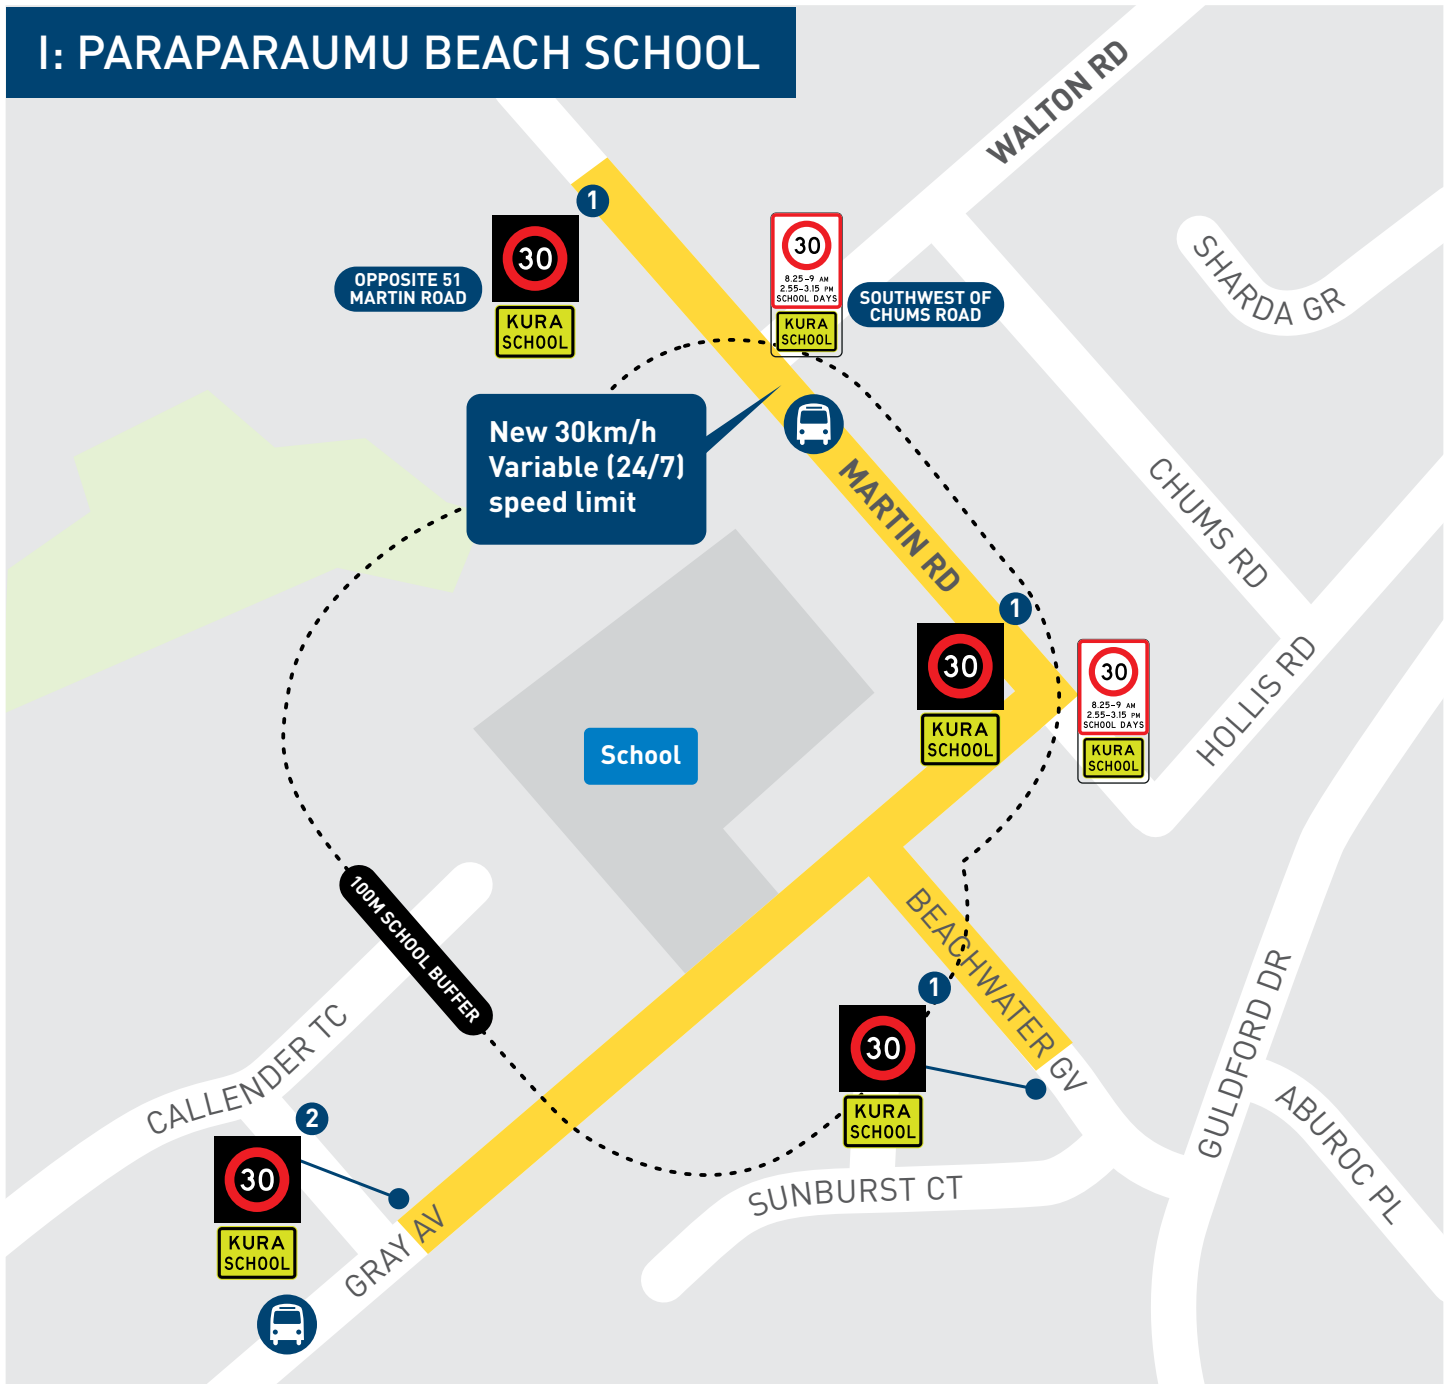 I: PARAPARAUMU BEACH SCHOOL
WALTON RD
1
30
KURA
SCHOOL
OPPOSITE 51
MARTIN ROAD
30
8.25–9 AM
2.55–3.15 PM
SCHOOL DAYS
KURA
SCHOOL
SOUTHWEST OF
CHUMS ROAD
SHARDA GR
New 30km/h
Variable (24/7)
speed limit
MARTIN RD
CHUMS RD
1
30
KURA
SCHOOL
30
8.25–9 AM
2.55–3.15 PM
SCHOOL DAYS
KURA
SCHOOL
HOLLIS RD
School
100M SCHOOL BUFFER
BEACHWATER GV
1
30
KURA
SCHOOL
GULDFORD DR
ABUROC PL
CALLENDER TC
2
30
KURA
SCHOOL
SUNBURST CT
GRAY AV